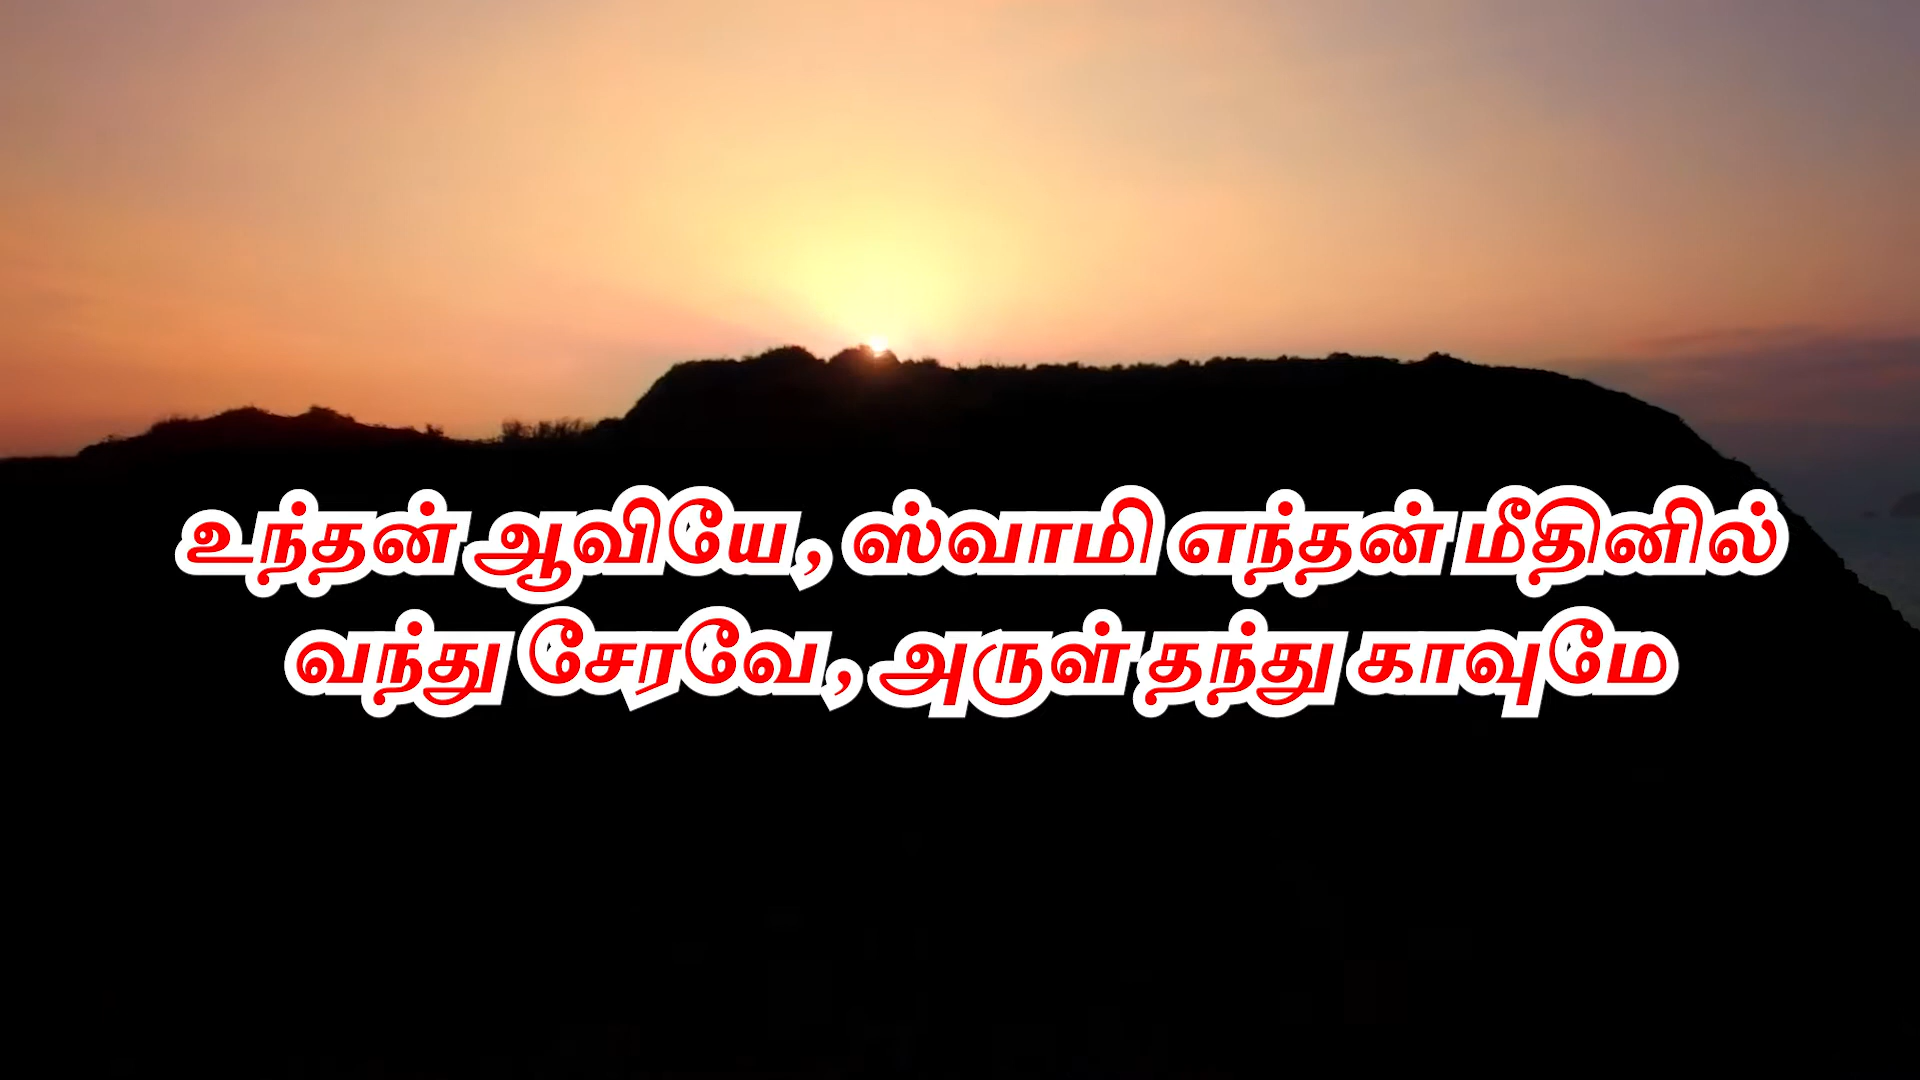 உந்தன் ஆவியே, ஸ்வாமி எந்தன் மீதினில்
வந்து சேரவே, அருள் தந்து காவுமே